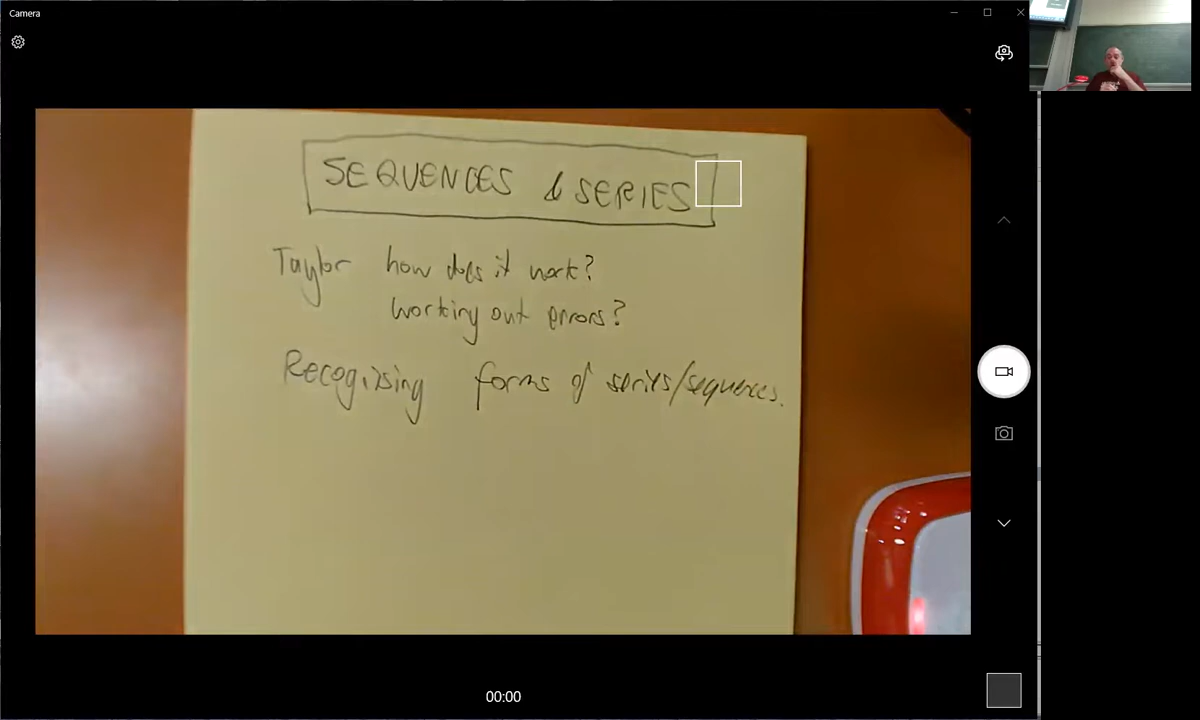 Camera
SEQUENCES & SERIES
Taylor how does it work?
Working out errors?
Recognising forms of series/sequences.
00:00